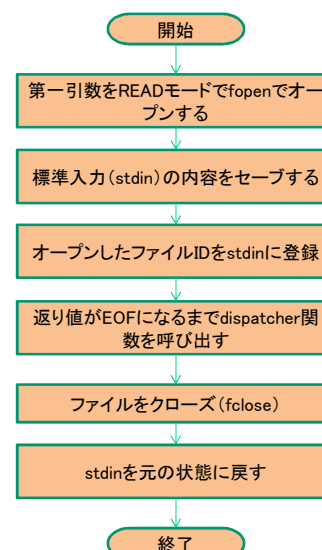 開始
第一引数をREADモードでfopenでオー
プンする
標準入力（stdin）の内容をセーブする
オープンしたファイルIDをstdinに登録
返り値がEOFになるまでdispatcher関
数を呼び出す
ファイルをクローズ（fclose）
stdinを元の状態に戻す
終了